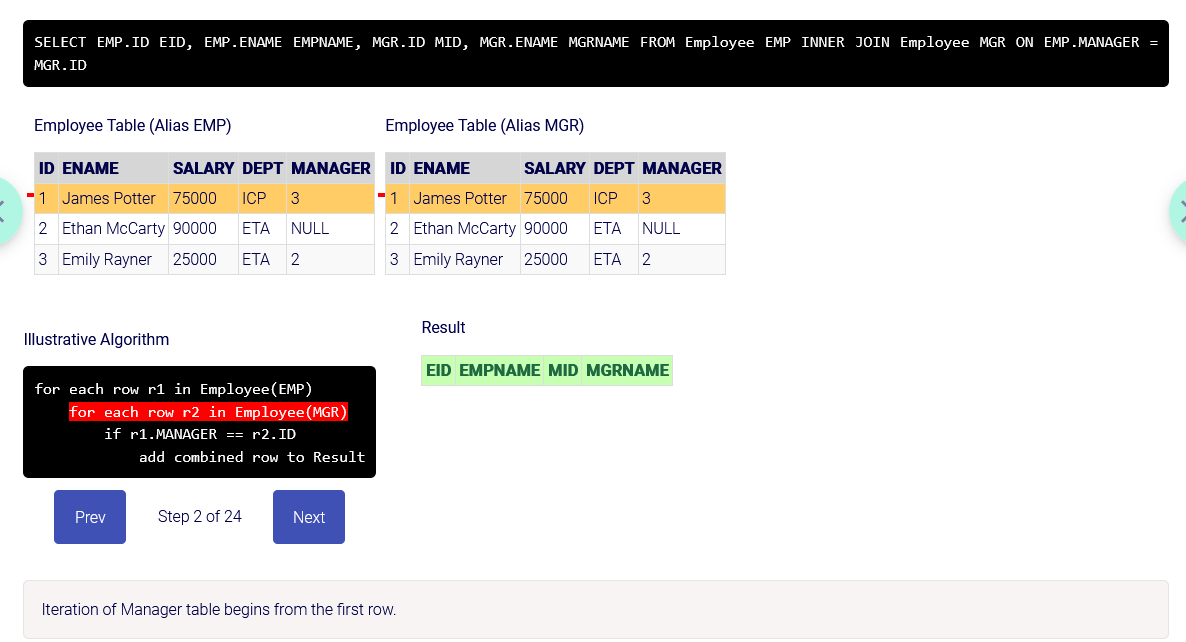 SELECT EMP.ID EID, EMP.ENAME EMPNAME, MGR.ID MID, MGR.ENAME MGRNAME FROM Employee EMP INNER JOIN Employee MGR ON EMP.MANAGER =
MGR.ID
Employee Table (Alias EMP)
ID ENAME SALARY DEPT MANAGER
1 James Potter 75000 ICP 3
2 Ethan McCarty 90000 ETA NULL
3 Emily Rayner 25000 ETA 2
Employee Table (Alias MGR)
ID ENAME SALARY DEPT MANAGER
1 James Potter 75000 ICP 3
2 Ethan McCarty 90000 ETA NULL
3 Emily Rayner 25000 ETA 2
Illustrative Algorithm
for each row r1 in Employee(EMP)
for each row r2 in Employee(MGR)
if r1.MANAGER == r2.ID
add combined row to Result
Result
EID EMPNAME MID MGRNAME
Prev Step 2 of 24 Next
Iteration of Manager table begins from the first row.